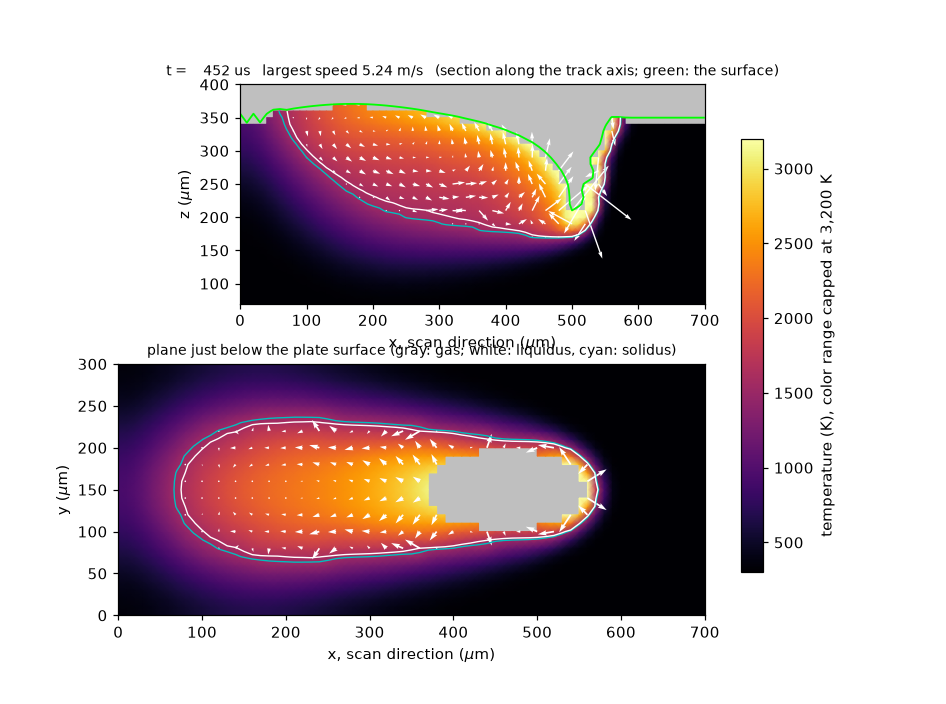 t =    452 us   largest speed 5.24 m/s   (section along the track axis; green: the surface)
400
350
300
250
200
150
100
z (μm)
0 100 200 300 400 500 600 700
x, scan direction (μm)
plane just below the plate surface (gray: gas; white: liquidus, cyan: solidus)
300
250
200
150
100
50
0
y (μm)
0 100 200 300 400 500 600 700
x, scan direction (μm)
3000
2500
2000
1500
1000
500
temperature (K), color range capped at 3,200 K